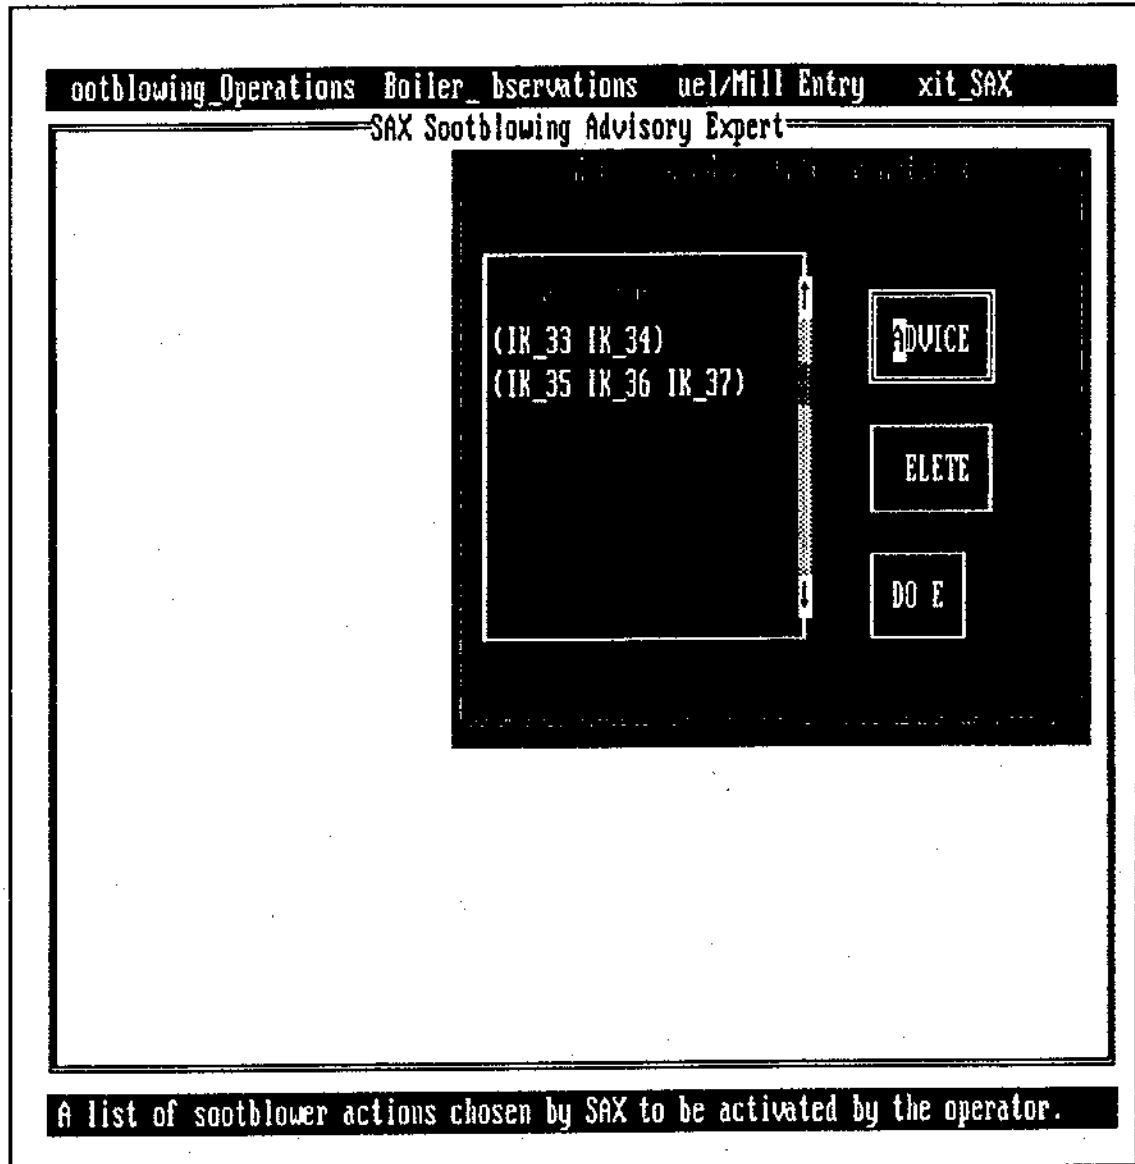 ootblowing_Operations Boiler_ bservations uel/Mill Entry xit_SAX
SAX Sootblowing Advisory Expert
(IK_33 IK_34)
(IK_35 IK_36 IK_37)
ADVICE
ELETE
DO E
A list of sootblower actions chosen by SAX to be activated by the operator.